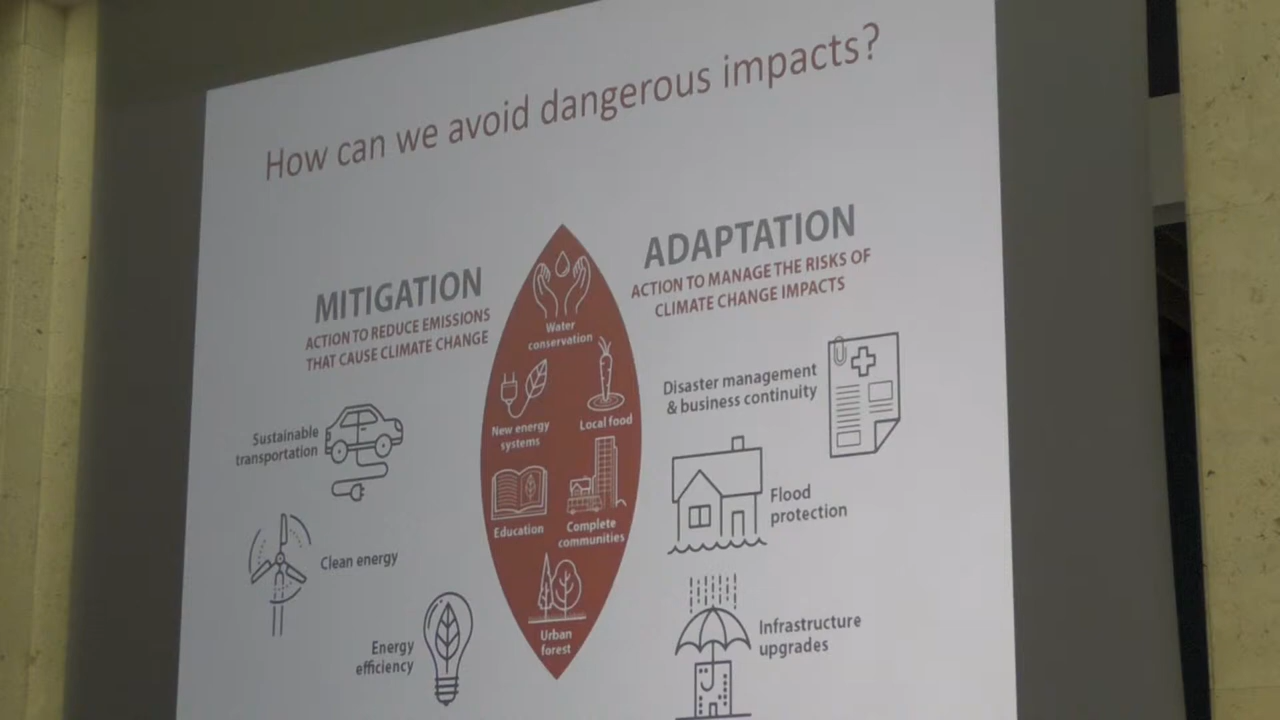 How can we avoid dangerous impacts?
MITIGATION
ACTION TO REDUCE EMISSIONS
THAT CAUSE CLIMATE CHANGE
Sustainable
transportation
Clean energy
Energy
efficiency
Water
conservation
New energy
systems
Local food
Education
Complete
communities
Urban
forest
ADAPTATION
ACTION TO MANAGE THE RISKS OF
CLIMATE CHANGE IMPACTS
Disaster management
& business continuity
Flood
protection
Infrastructure
upgrades